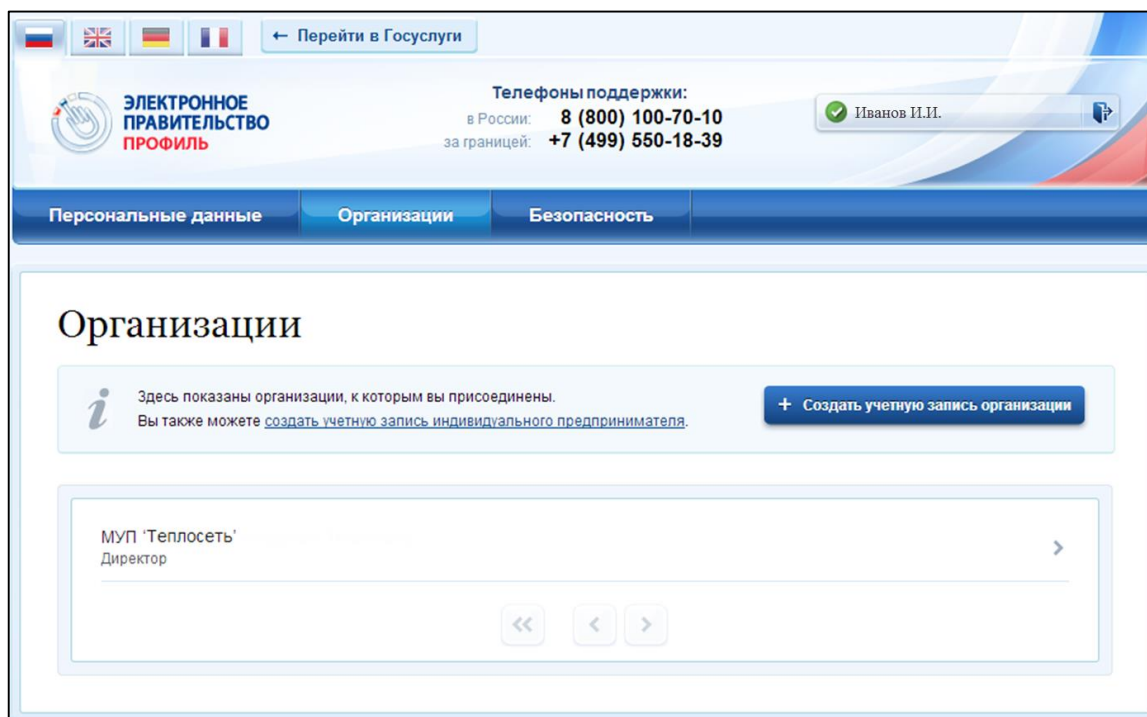 ← Перейти в Госуслуги
ЭЛЕКТРОННОЕ
ПРАВИТЕЛЬСТВО
ПРОФИЛЬ
Телефоны поддержки:
в России: 8 (800) 100-70-10
за границей: +7 (499) 550-18-39
Иванов И.И.
Персональные данные Организации Безопасность
Организации
Здесь показаны организации, к которым вы присоединены.
Вы также можете создать учетную запись индивидуального предпринимателя.
+ Создать учетную запись организации
МУП 'Теплосеть'
Директор